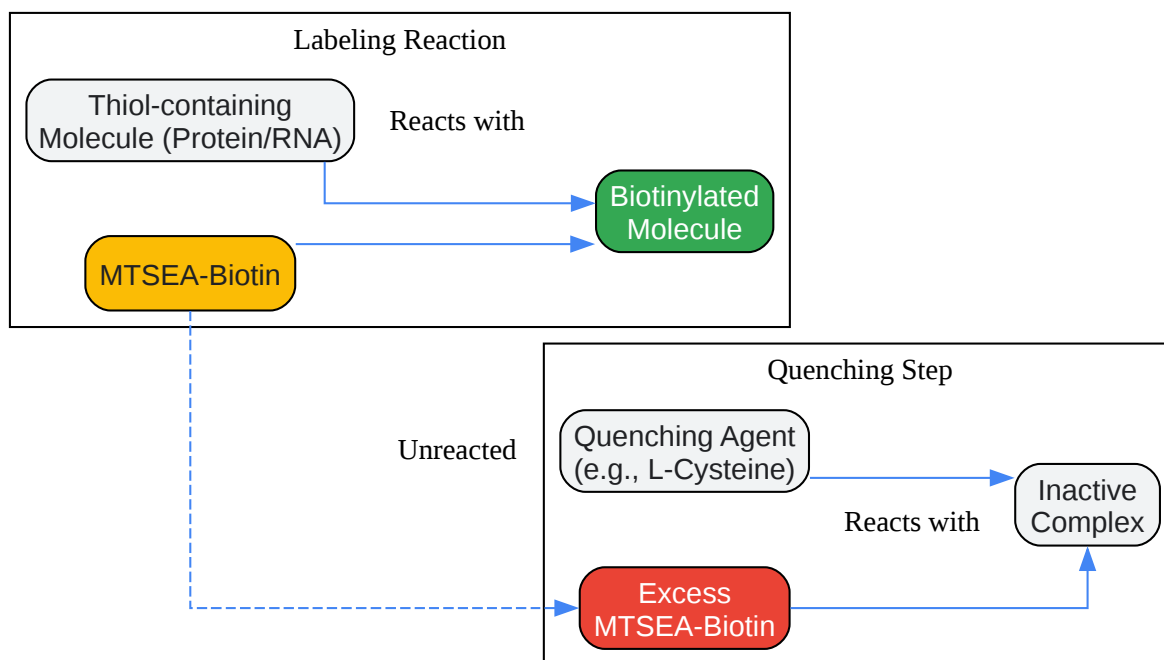 Labeling Reaction
Thiol-containing
Molecule (Protein/RNA)
Reacts with
Biotinylated
Molecule
MTSEA-Biotin
Quenching Step
Unreacted
Quenching Agent
(e.g., L-Cysteine)
Inactive
Complex
Reacts with
Excess
MTSEA-Biotin